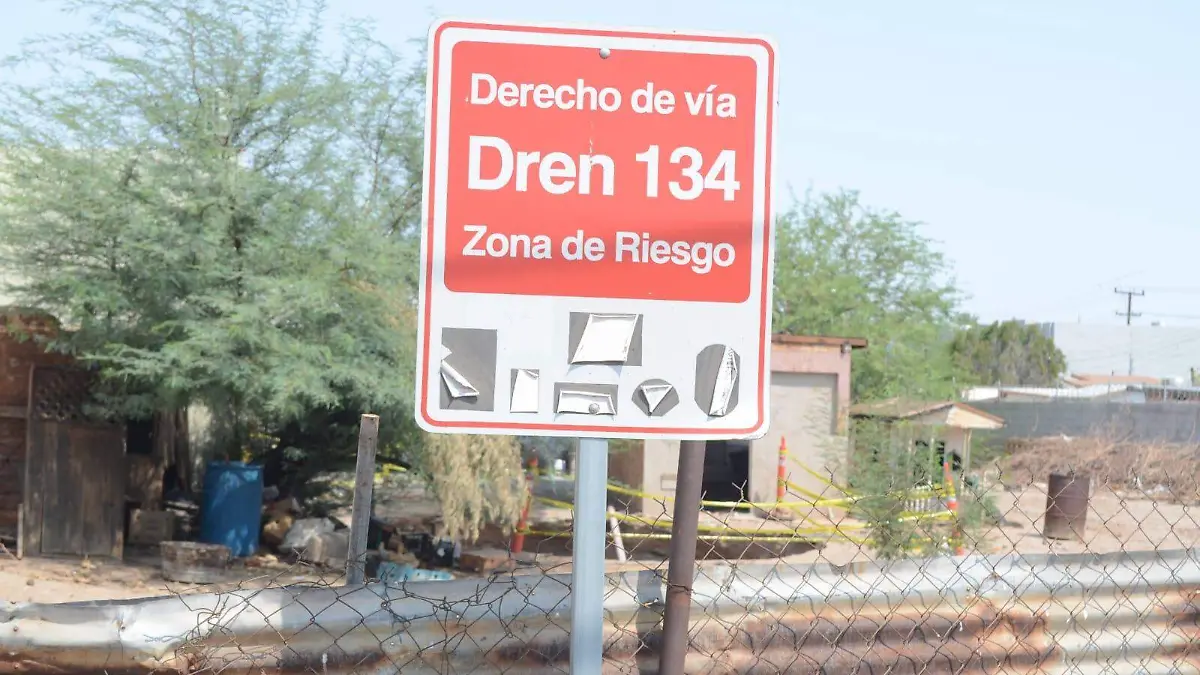 Derecho de vía
Dren 134
Zona de Riesgo